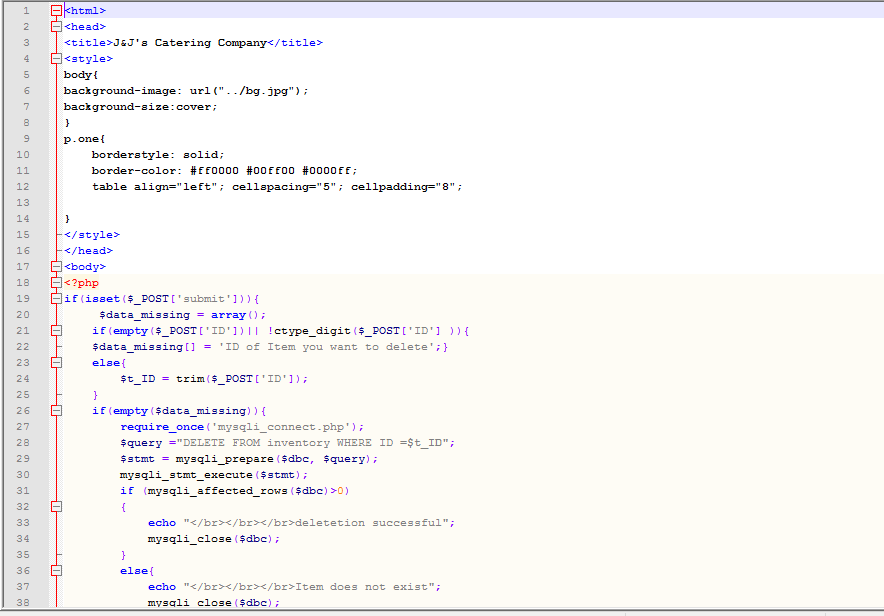 1 <html>
2 <head>
3 <title>J&J's Catering Company</title>
4 <style>
5 body{
6 background-image: url("../bg.jpg");
7 background-size:cover;
8 }
9 p.one{
10 borderstyle: solid;
11 border-color: #ff0000 #00ff00 #0000ff;
12 table align="left"; cellspacing="5"; cellpadding="8";
13
14 }
15 </style>
16 </head>
17 <body>
18 <?php
19 if(isset($_POST['submit'])){
20 $data_missing = array();
21 if(empty($_POST['ID'])|| !ctype_digit($_POST['ID'] )){
22 $data_missing[] = 'ID of Item you want to delete';}
23 else{
24 $t_ID = trim($_POST['ID']);
25 }
26 if(empty($data_missing)){
27 require_once('mysqli_connect.php');
28 $query ="DELETE FROM inventory WHERE ID =$t_ID";
29 $stmt = mysqli_prepare($dbc, $query);
30 mysqli_stmt_execute($stmt);
31 if (mysqli_affected_rows($dbc)>0)
32 {
33 echo "</br></br></br>deletetion successful";
34 mysqli_close($dbc);
35 }
36 else{
37 echo "</br></br></br>Item does not exist";
38 mysqli_close($dbc);